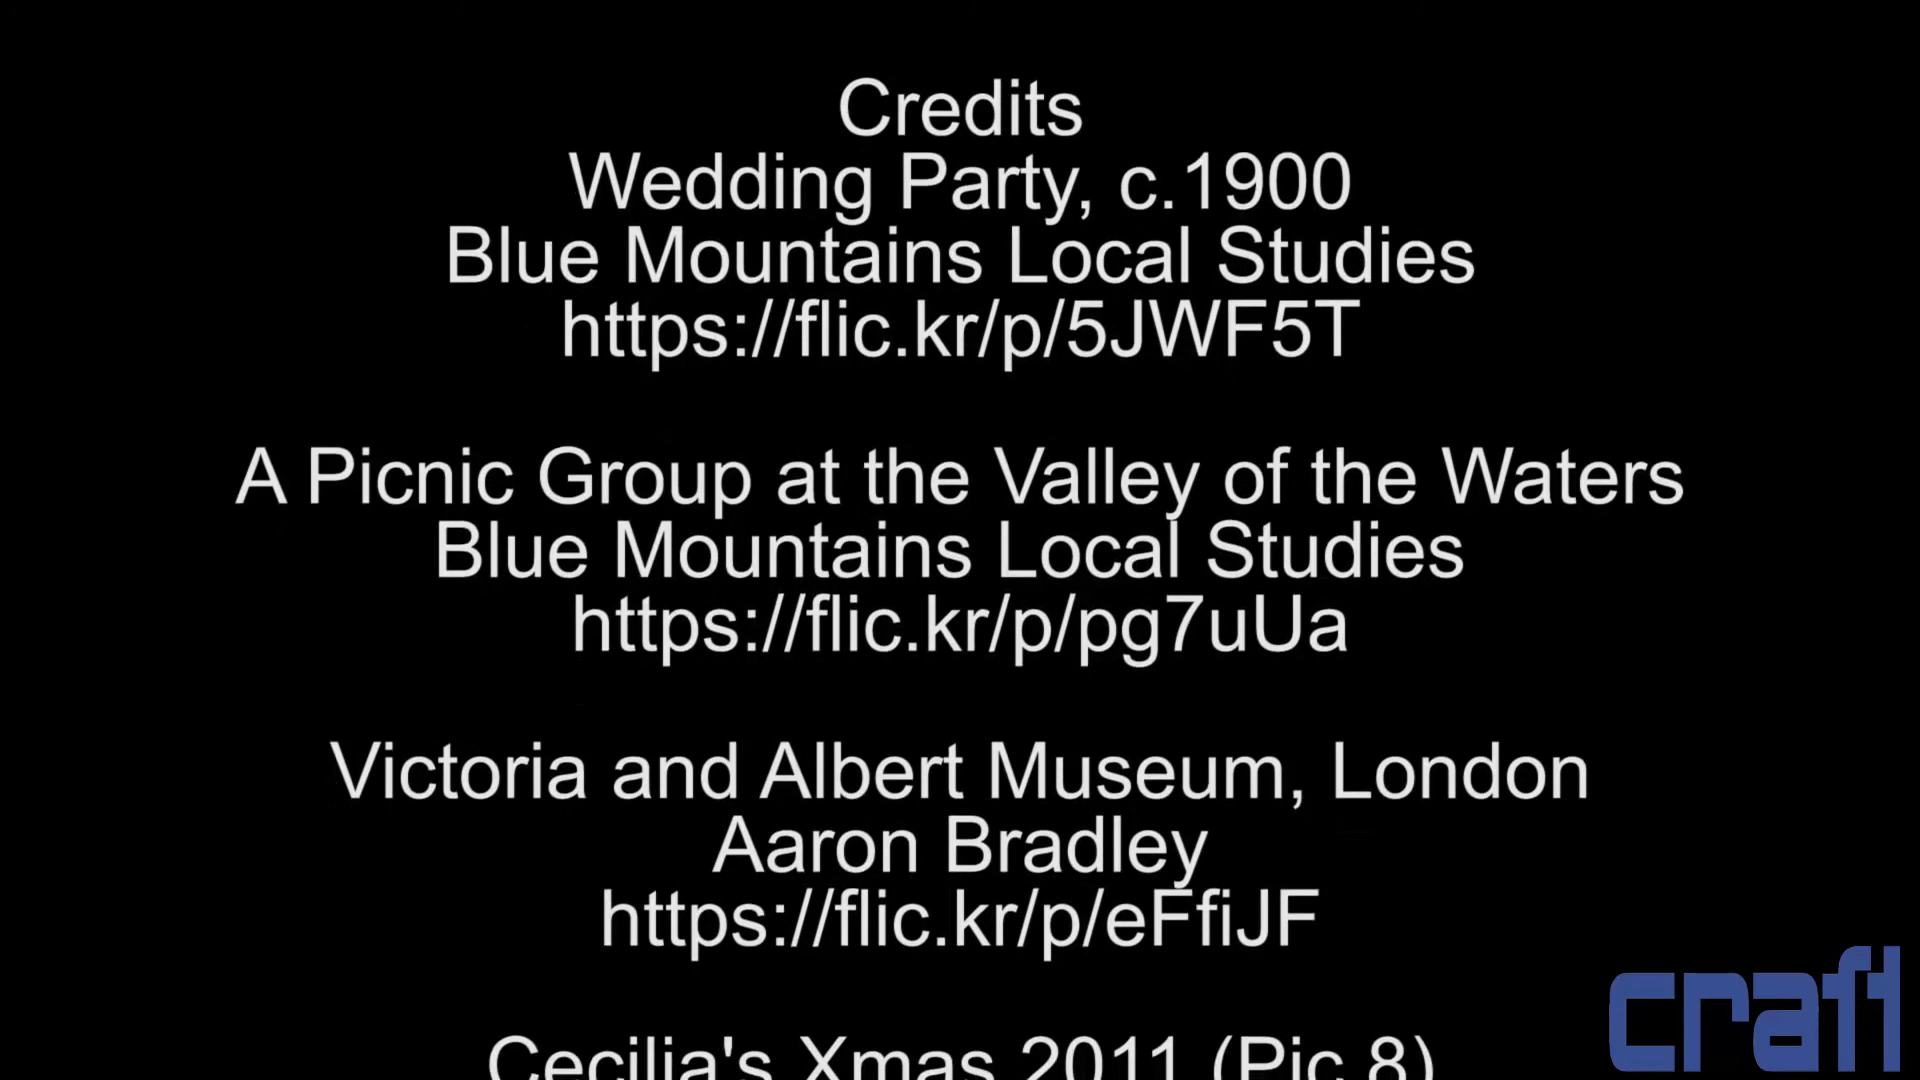 Credits
Wedding Party, c.1900
Blue Mountains Local Studies
https://flic.kr/p/5JWF5T
A Picnic Group at the Valley of the Waters
Blue Mountains Local Studies
https://flic.kr/p/pg7uUa
Victoria and Albert Museum, London
Aaron Bradley
https://flic.kr/p/eFfiJF
Cecilia's Xmas 2011 (Pic 8)
craft